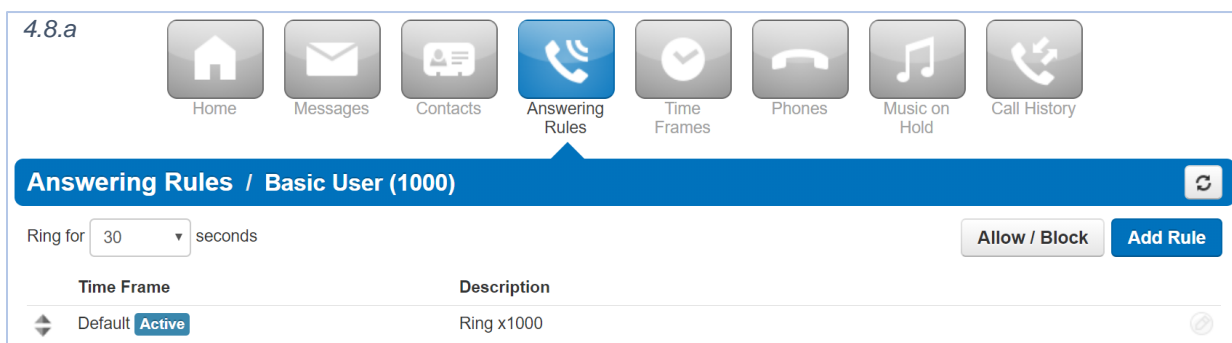 4.8.a
Home Messages Contacts Answering Rules Time Frames Phones Music on Hold Call History
Answering Rules / Basic User (1000)
Ring for 30 seconds Allow / Block Add Rule
Time Frame Description
Default Active Ring x1000